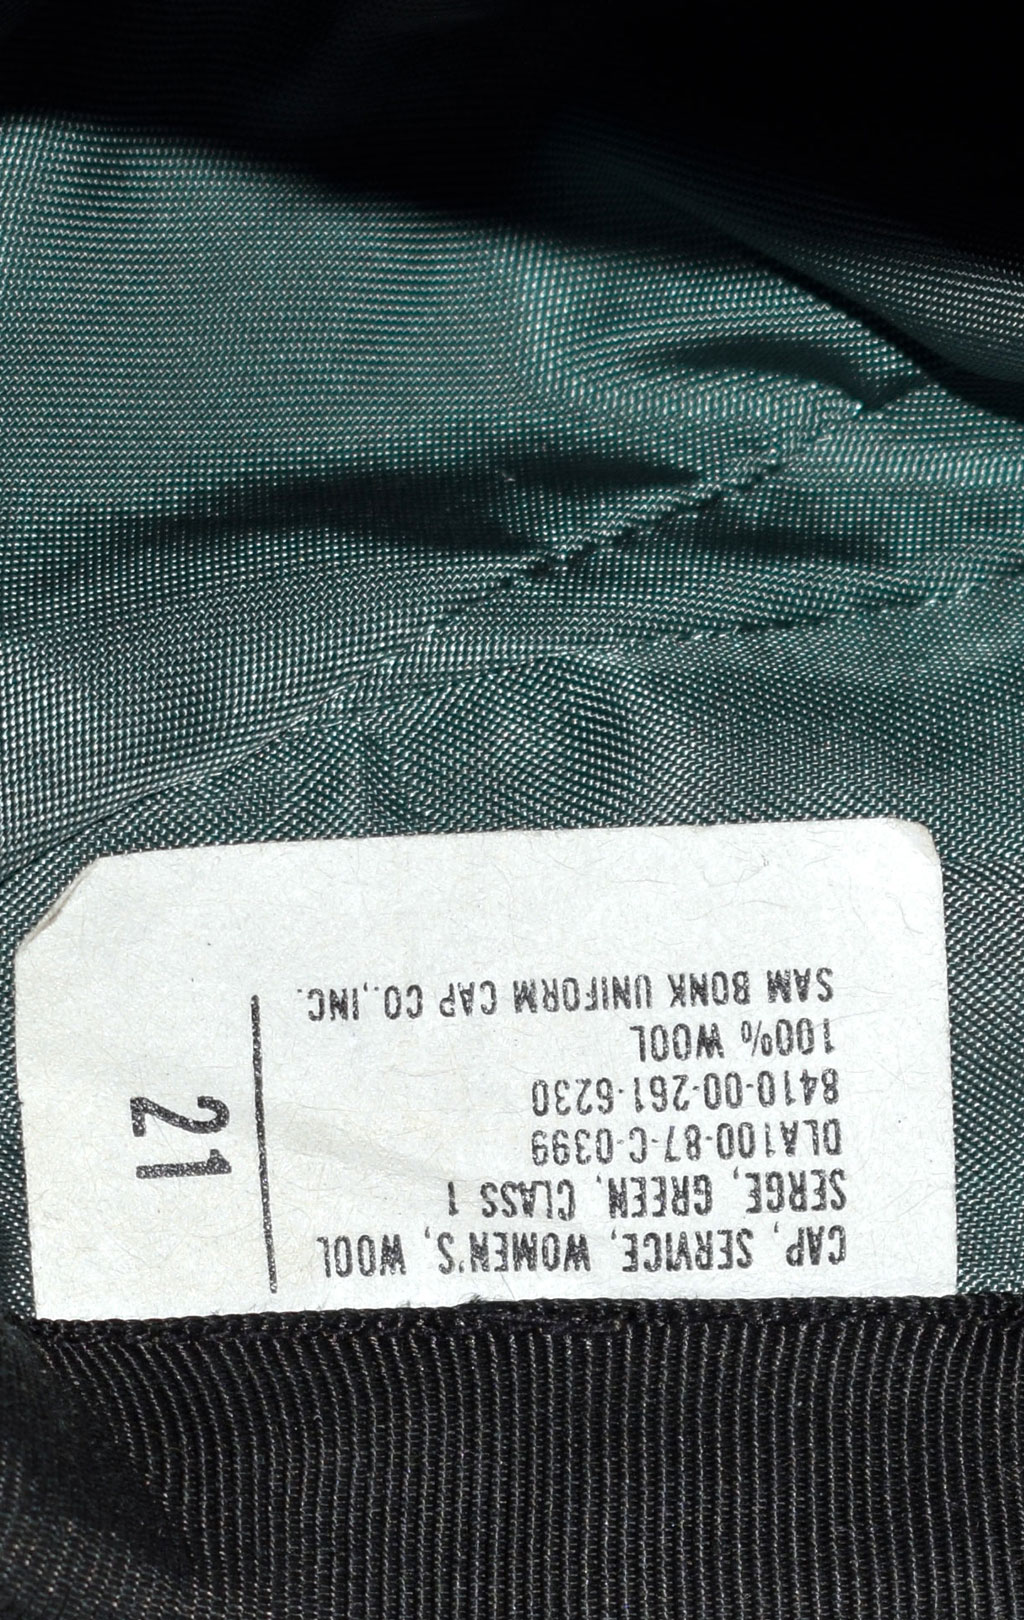 CAP, SERVICE, WOMEN'S, WOOL
SERGE, GREEN, CLASS 1
DLA100-87-C-0399
8410-00-261-6230
100% WOOL
SAM BONK UNIFORM CAP CO.,INC.
21